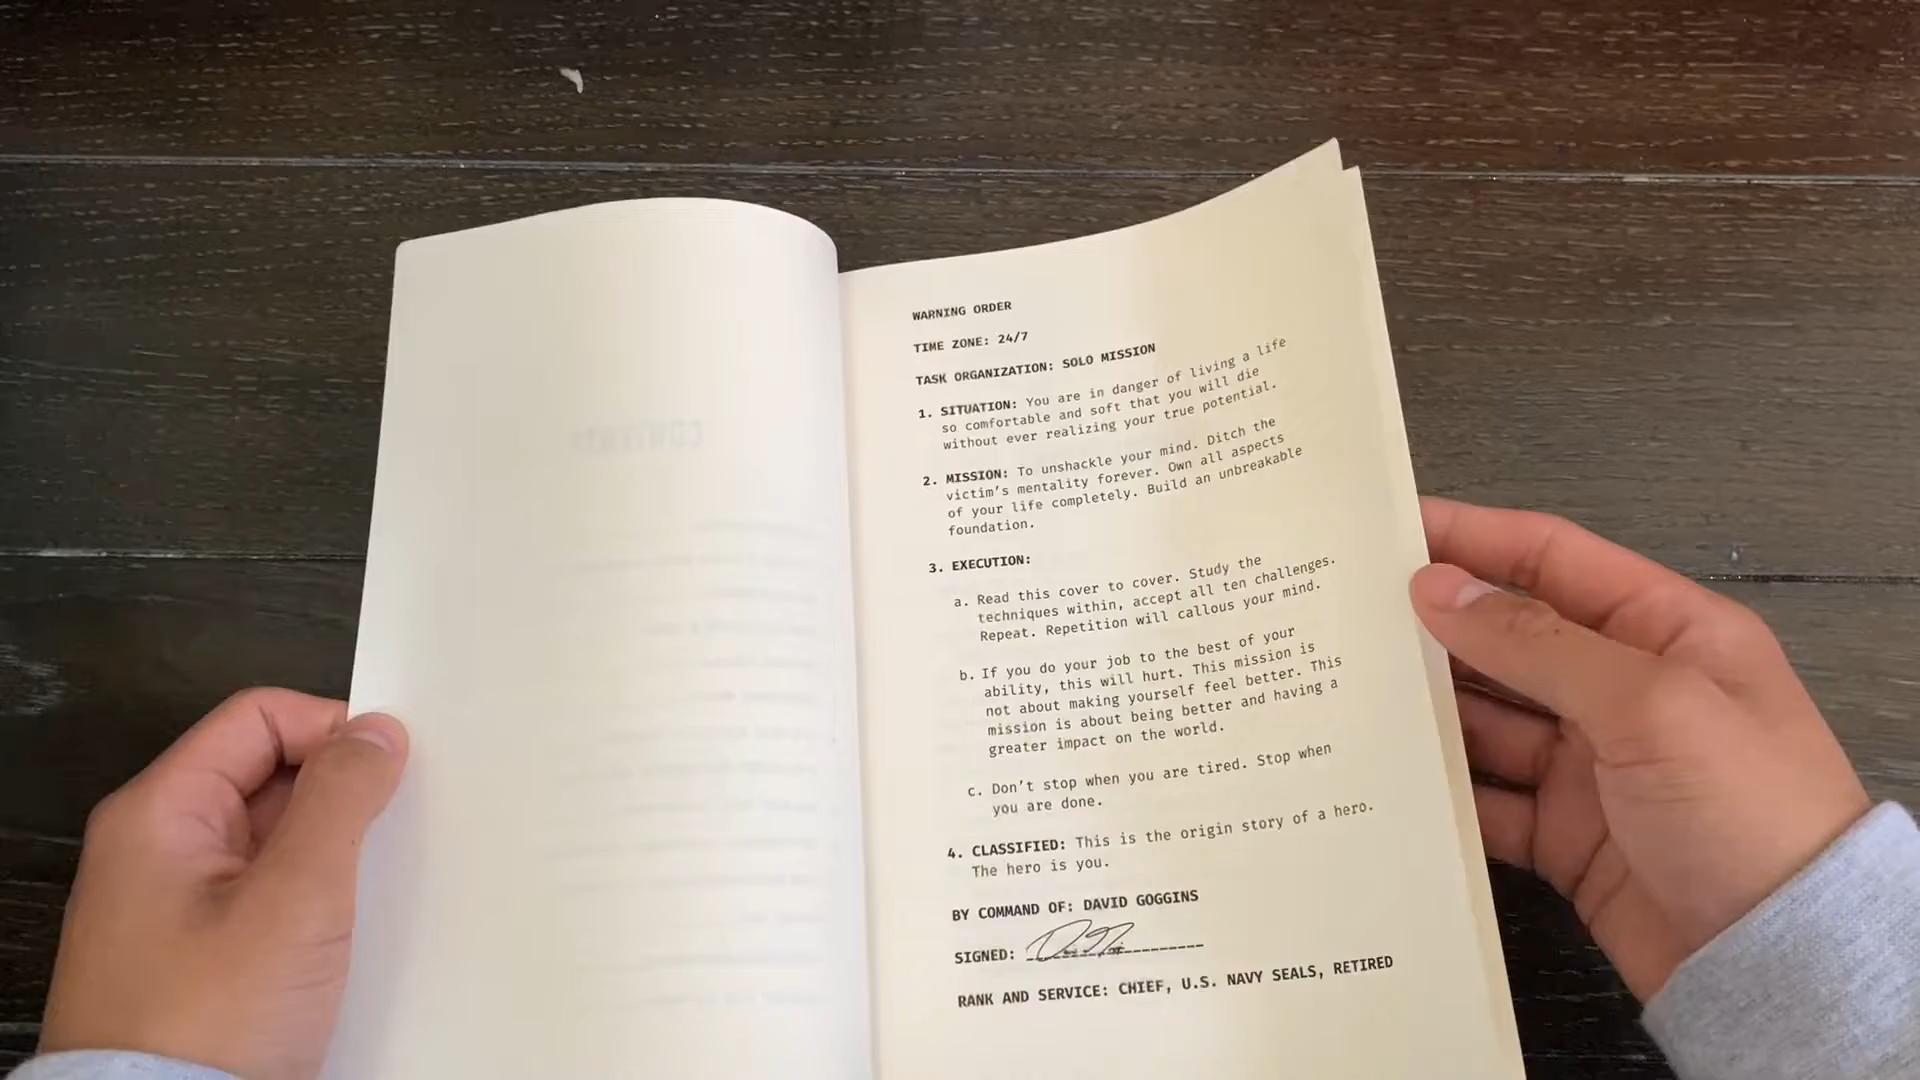 WARNING ORDER
TIME ZONE: 24/7
TASK ORGANIZATION: SOLO MISSION
1. SITUATION: You are in danger of living a life
so comfortable and soft that you will die
without ever realizing your true potential.
2. MISSION: To unshackle your mind. Ditch the
victim's mentality forever. Own all aspects
of your life completely. Build an unbreakable
foundation.
3. EXECUTION:
a. Read this cover to cover. Study the
techniques within, accept all ten challenges.
Repeat. Repetition will callous your mind.
b. If you do your job to the best of your
ability, this will hurt. This mission is
not about making yourself feel better. This
mission is about being better and having a
greater impact on the world.
c. Don't stop when you are tired. Stop when
you are done.
4. CLASSIFIED: This is the origin story of a hero.
The hero is you.
BY COMMAND OF: DAVID GOGGINS
SIGNED:
RANK AND SERVICE: CHIEF, U.S. NAVY SEALS, RETIRED